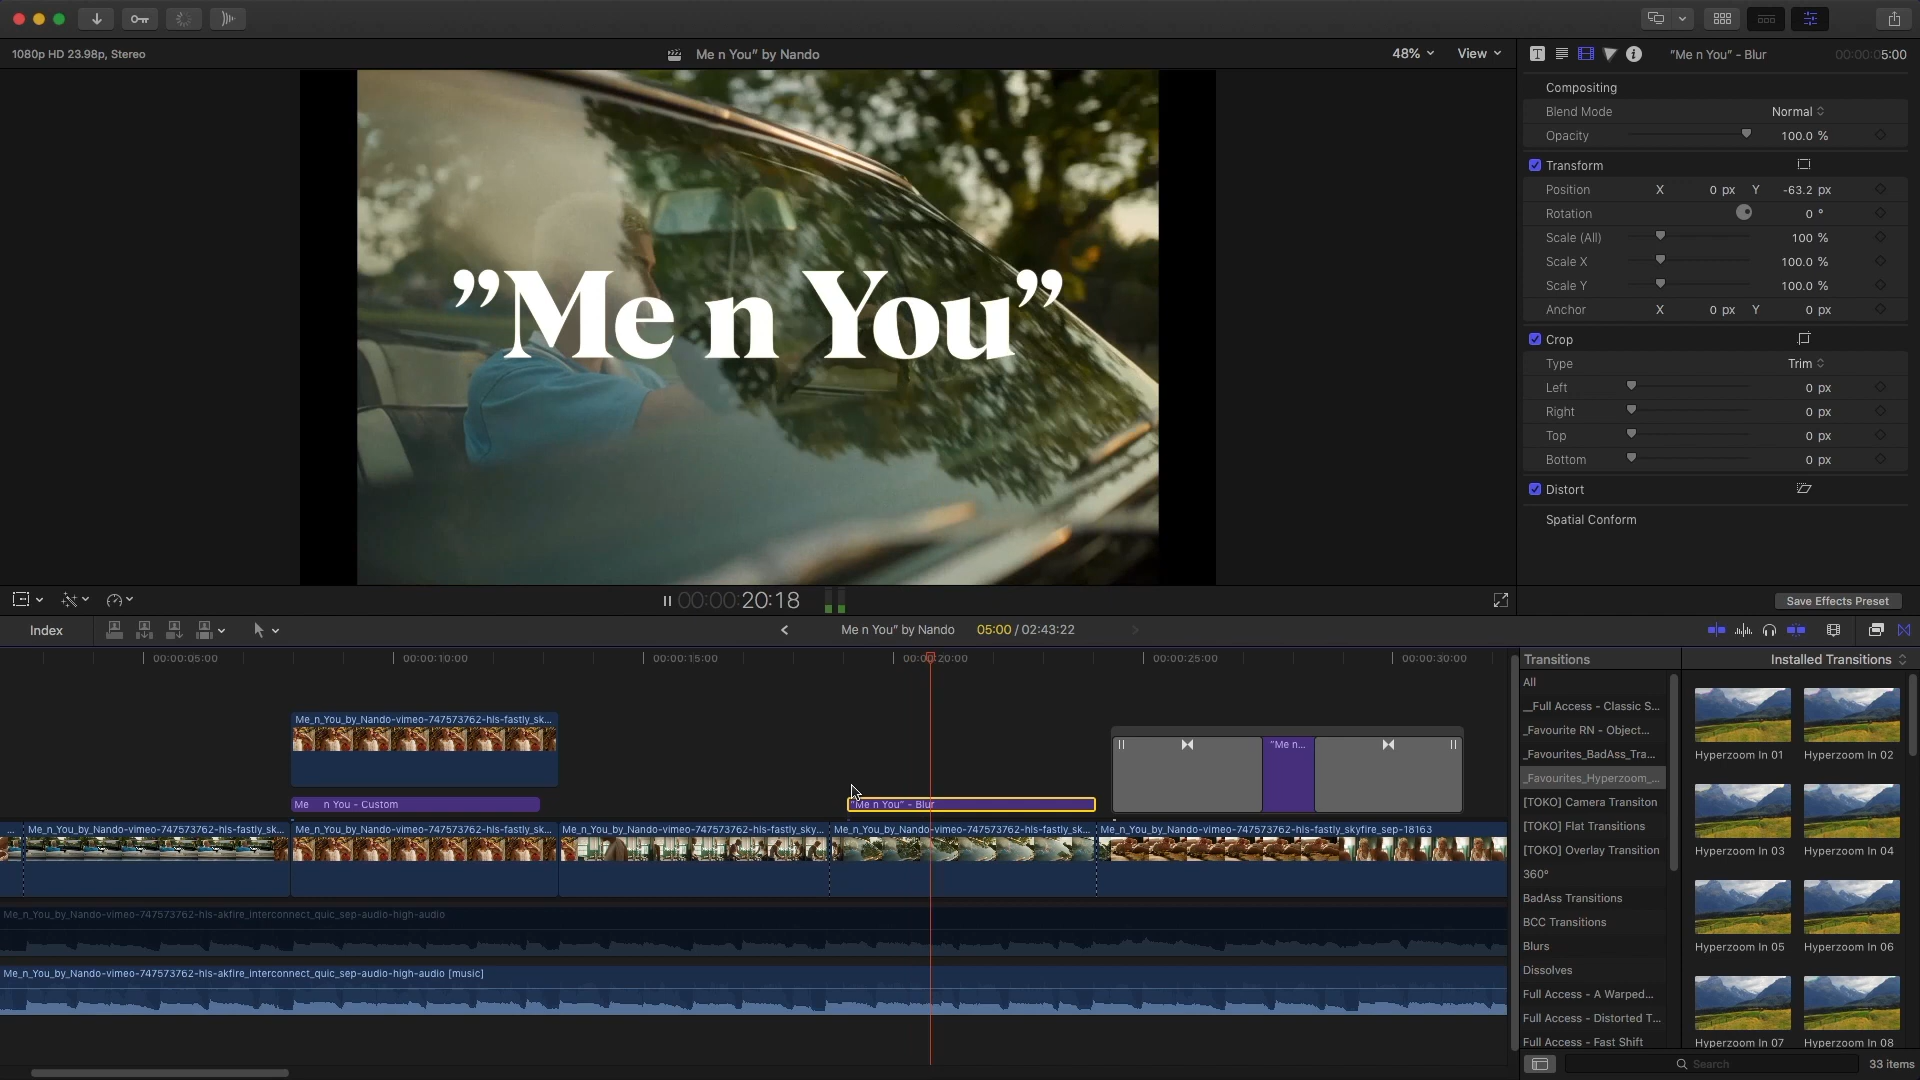 1080p HD 23.98p, Stereo
Me n You” by Nando
48%
View
T
”Me n You” - Blur
00:00:05:00
Compositing
Blend Mode
Normal
Opacity
100.0 %
Transform
Position
X
0 px
Y
-63.2 px
Rotation
0 °
Scale (All)
100 %
Scale X
100.0 %
Scale Y
100.0 %
Anchor
X
0 px
Y
0 px
Crop
Type
Trim
Left
0 px
Right
0 px
Top
0 px
Bottom
0 px
Distort
Spatial Conform
Save Effects Preset
”Me n You”
00:00:20:18
Index
Me n You” by Nando
05:00 / 02:43:22
00:00:05:00
00:00:10:00
00:00:15:00
00:00:20:00
00:00:25:00
00:00:30:00
Me_n_You_by_Nando-vimeo-747573762-hls-fastly_sk...
”Me n...
Me n You - Custom
”Me n You” - Blur
...
Me_n_You_by_Nando-vimeo-747573762-hls-fastly_sk...
Me_n_You_by_Nando-vimeo-747573762-hls-fastly_sk...
Me_n_You_by_Nando-vimeo-747573762-hls-fastly_sky...
Me_n_You_by_Nando-vimeo-747573762-hls-fastly_sk...
Me_n_You_by_Nando-vimeo-747573762-hls-fastly_skyfire_sep-18163
Me_n_You_by_Nando-vimeo-747573762-hls-akfire_interconnect_quic_sep-audio-high-audio
Me_n_You_by_Nando-vimeo-747573762-hls-akfire_interconnect_quic_sep-audio-high-audio [music]
Transitions
Installed Transitions
All
__Full Access - Classic S...
_Favourite RN - Object...
_Favourites_BadAss_Tra...
_Favourites_Hyperzoom_...
[TOKO] Camera Transiton
[TOKO] Flat Transitions
[TOKO] Overlay Transition
360°
BadAss Transitions
BCC Transitions
Blurs
Dissolves
Full Access - A Warped...
Full Access - Distorted T...
Full Access - Fast Shift
Hyperzoom In 01
Hyperzoom In 02
Hyperzoom In 03
Hyperzoom In 04
Hyperzoom In 05
Hyperzoom In 06
Hyperzoom In 07
Hyperzoom In 08
Search
33 items